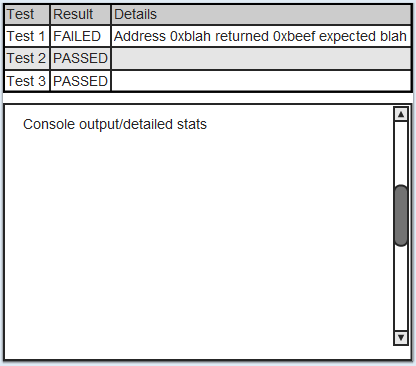 Test Result Details
Test 1 FAILED Address 0xblah returned 0xbeef expected blah
Test 2 PASSED
Test 3 PASSED
Console output/detailed stats